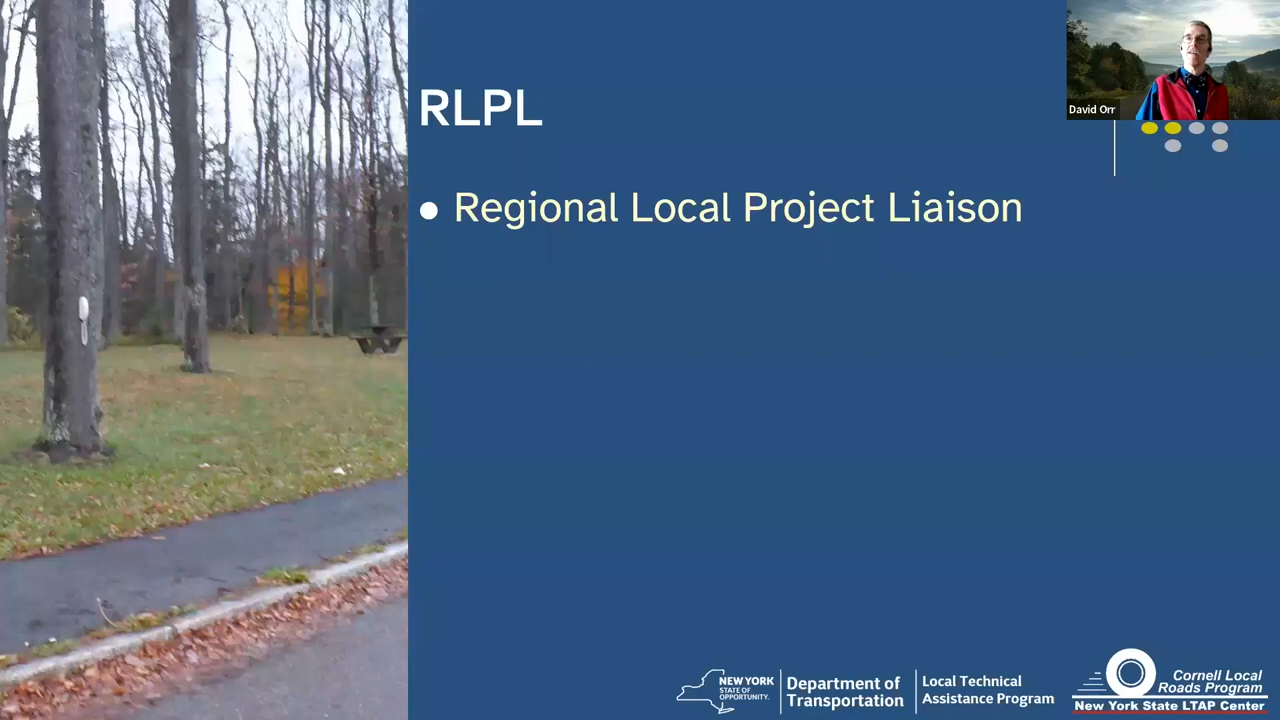 RLPL
David Orr
• Regional Local Project Liaison
NEW YORK
STATE OF
OPPORTUNITY.
Department of
Transportation
Local Technical
Assistance Program
Cornell Local
Roads Program
New York State LTAP Center